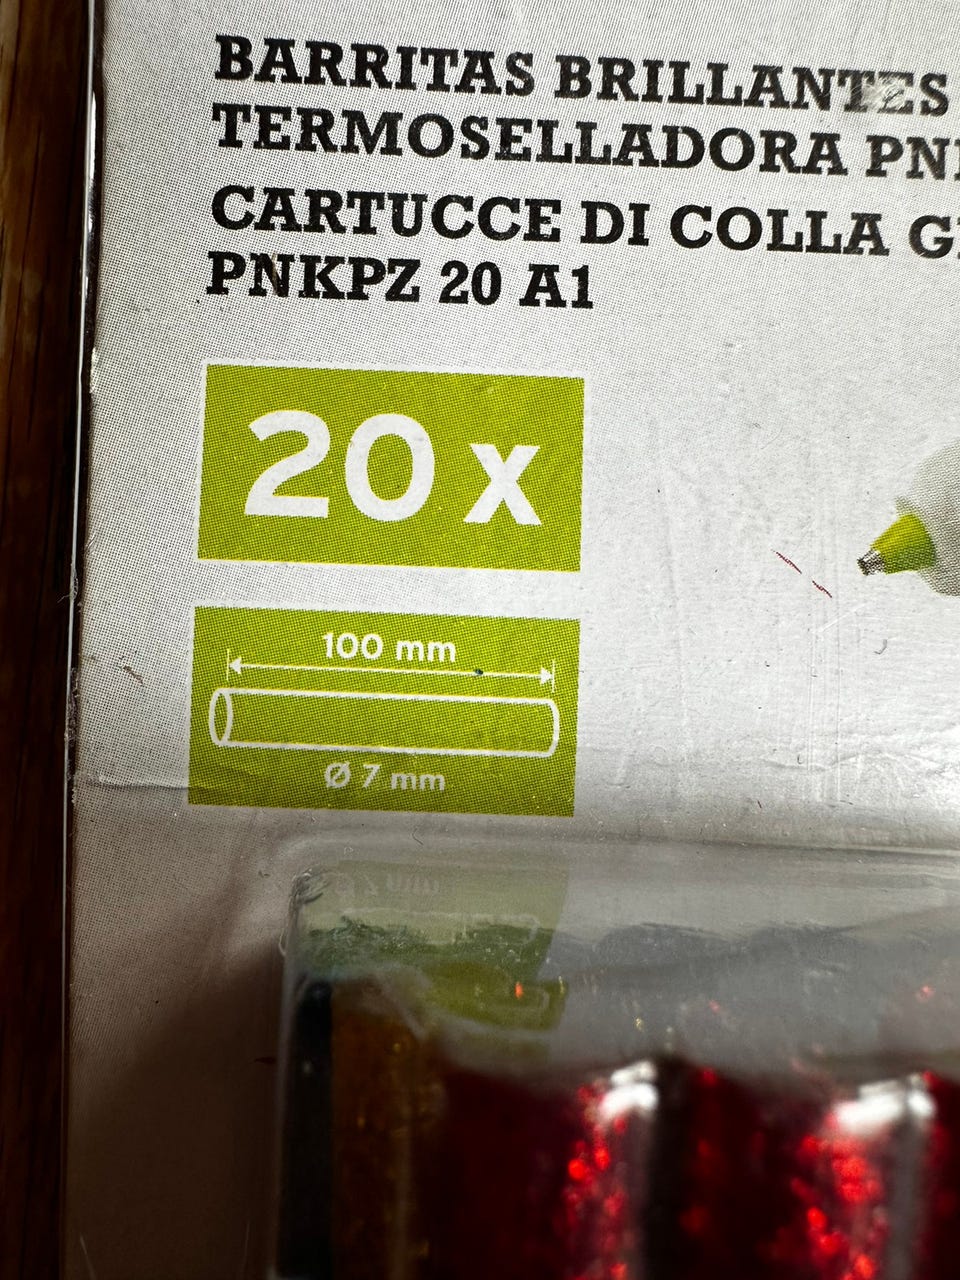 BARRITAS BRILLANTES
TERMOSELLADORA
CARTUCCE DI COLLA
PNKPZ 20 A1
20 x
100 mm
Ø 7 mm